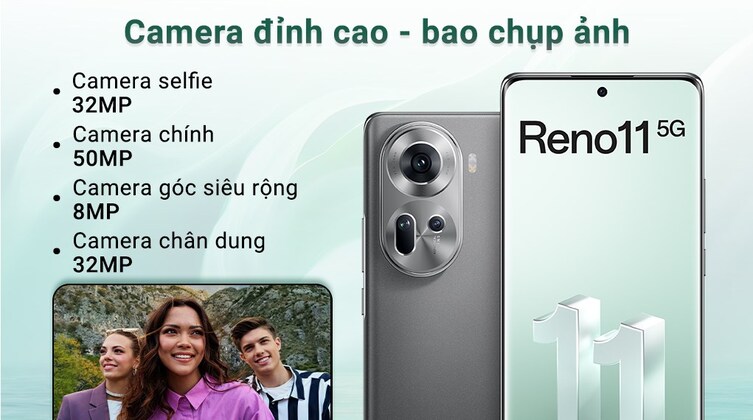 Camera đỉnh cao - bao chụp ảnh
• Camera selfie
32MP
• Camera chính
50MP
• Camera góc siêu rộng
8MP
• Camera chân dung
32MP
Reno11 5G
11